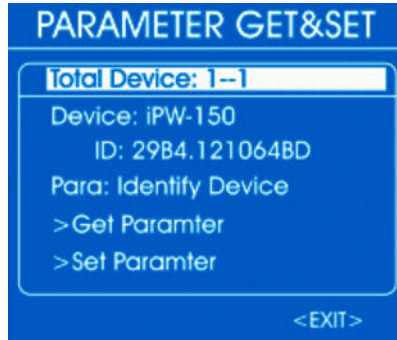 PARAMETER GET&SET
Total Device: 1--1
Device: iPW-150
ID: 29B4.121064BD
Para: Identify Device
>Get Paramter
>Set Paramter
<EXIT>